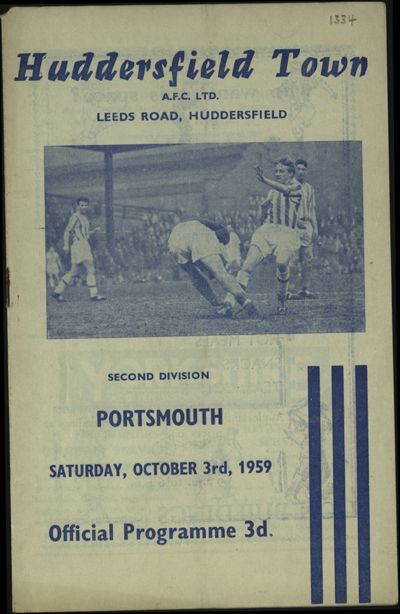 1334
Huddersfield Town
A.F.C. LTD.
LEEDS ROAD, HUDDERSFIELD
SECOND DIVISION
PORTSMOUTH
SATURDAY, OCTOBER 3rd, 1959
Official Programme 3d.